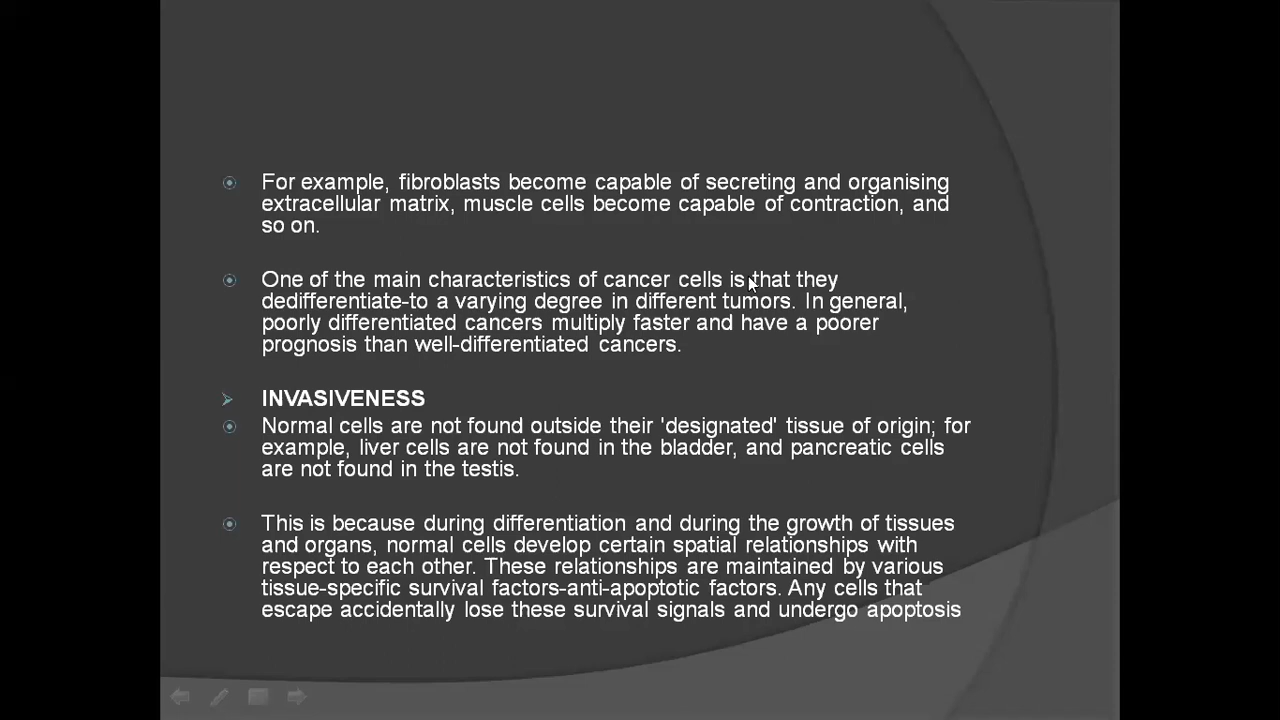 For example, fibroblasts become capable of secreting and organising
extracellular matrix, muscle cells become capable of contraction, and
so on.
One of the main characteristics of cancer cells is that they
dedifferentiate-to a varying degree in different tumors. In general,
poorly differentiated cancers multiply faster and have a poorer
prognosis than well-differentiated cancers.
INVASIVENESS
Normal cells are not found outside their 'designated' tissue of origin; for
example, liver cells are not found in the bladder, and pancreatic cells
are not found in the testis.
This is because during differentiation and during the growth of tissues
and organs, normal cells develop certain spatial relationships with
respect to each other. These relationships are maintained by various
tissue-specific survival factors-anti-apoptotic factors. Any cells that
escape accidentally lose these survival signals and undergo apoptosis